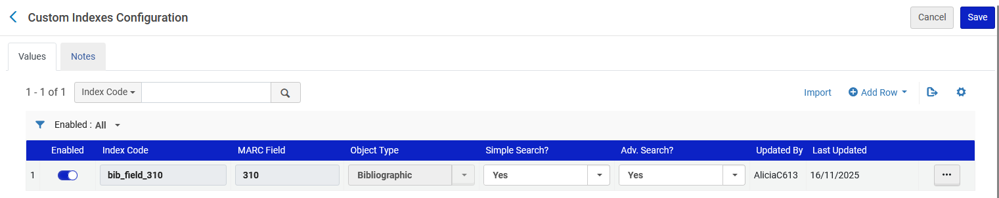 Custom Indexes Configuration
Cancel
Save
Values
Notes
1 - 1 of 1
Index Code
Import
Add Row
Enabled : All
Enabled Index Code MARC Field Object Type Simple Search? Adv. Search? Updated By Last Updated
1 bib_field_310 310 Bibliographic Yes Yes AliciaC613 16/11/2025